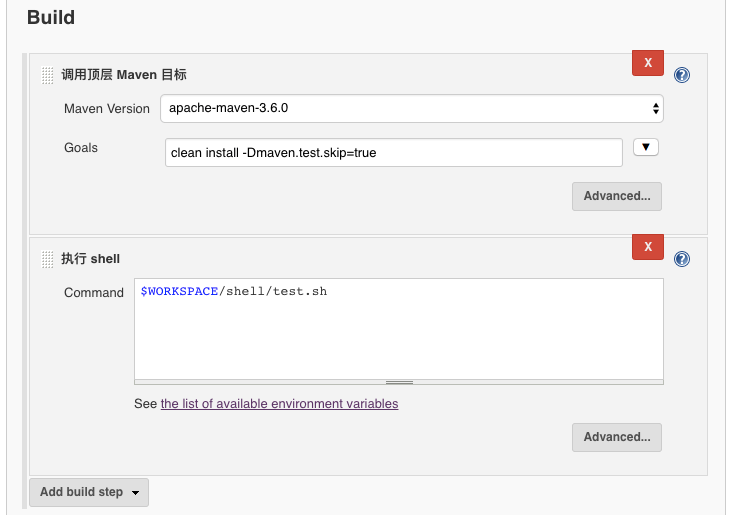 Build
X
调用顶层 Maven 目标
?
Maven Version apache-maven-3.6.0
Goals clean install -Dmaven.test.skip=true
Advanced...
X
执行 shell
?
Command $WORKSPACE/shell/test.sh
See the list of available environment variables
Advanced...
Add build step